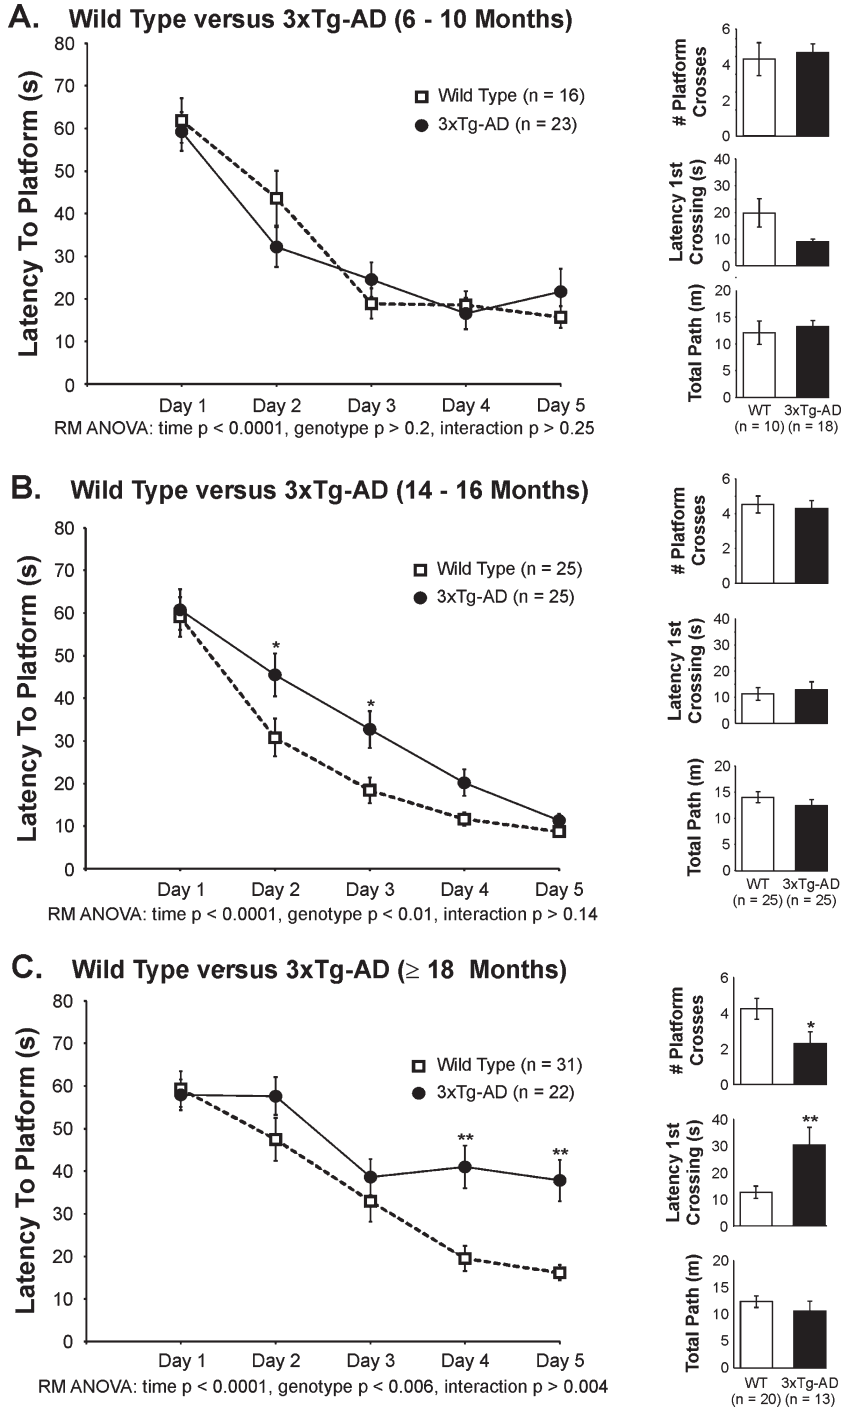 A. Wild Type versus 3xTg-AD (6 - 10 Months)
Latency To Platform (s)
80
70
60
50
40
30
20
10
0
Wild Type (n = 16)
3xTg-AD (n = 23)
Day 1 Day 2 Day 3 Day 4 Day 5
RM ANOVA: time p < 0.0001, genotype p > 0.2, interaction p > 0.25
# Platform
Crosses
6
4
2
0
Latency 1st
Crossing (s)
40
30
20
10
0
Total Path (m)
20
15
10
5
0
WT 3xTg-AD
(n = 10) (n = 18)
B. Wild Type versus 3xTg-AD (14 - 16 Months)
Latency To Platform (s)
80
70
60
50
40
30
20
10
0
Wild Type (n = 25)
3xTg-AD (n = 25)
*
*
Day 1 Day 2 Day 3 Day 4 Day 5
RM ANOVA: time p < 0.0001, genotype p < 0.01, interaction p > 0.14
# Platform
Crosses
6
4
2
0
Latency 1st
Crossing (s)
40
30
20
10
0
Total Path (m)
20
15
10
5
0
WT 3xTg-AD
(n = 25) (n = 25)
C. Wild Type versus 3xTg-AD (≥ 18 Months)
Latency To Platform (s)
80
70
60
50
40
30
20
10
0
Wild Type (n = 31)
3xTg-AD (n = 22)
**
**
Day 1 Day 2 Day 3 Day 4 Day 5
RM ANOVA: time p < 0.0001, genotype p < 0.006, interaction p > 0.004
# Platform
Crosses
6
4
2
0
*
Latency 1st
Crossing (s)
40
30
20
10
0
**
Total Path (m)
20
15
10
5
0
WT 3xTg-AD
(n = 20) (n = 13)